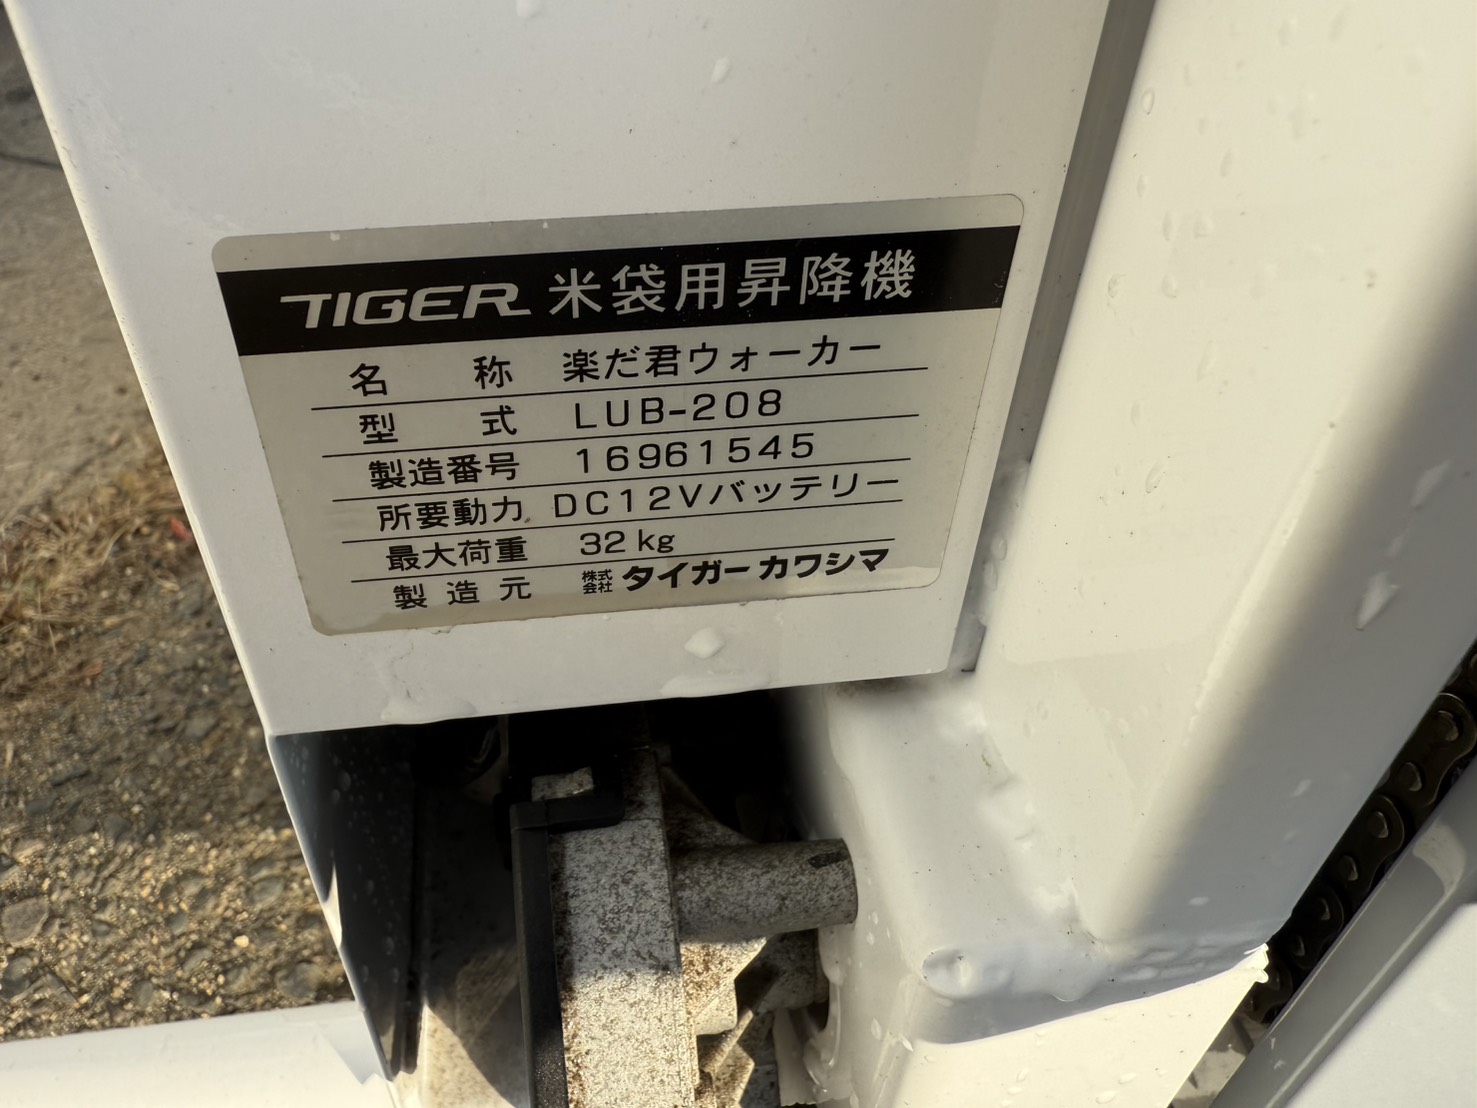 TIGER 米袋用昇降機
名称 楽だ君ウォーカー
型式 LUB-208
製造番号 16961545
所要動力 DC12Vバッテリー
最大荷重 32kg
製造元 株式会社 タイガーカワシマ